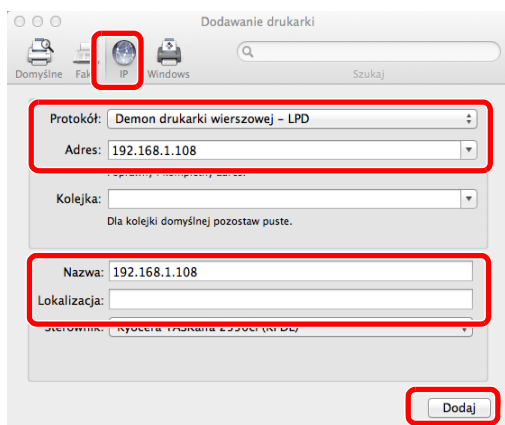 Dodawanie drukarki
Domyślne Fak IP Windows Szukaj
Protokół: Demon drukarki wierszowej – LPD
Adres: 192.168.1.108
Kolejka:
Dla kolejki domyślnej pozostaw puste.
Nazwa: 192.168.1.108
Lokalizacja:
Dodaj